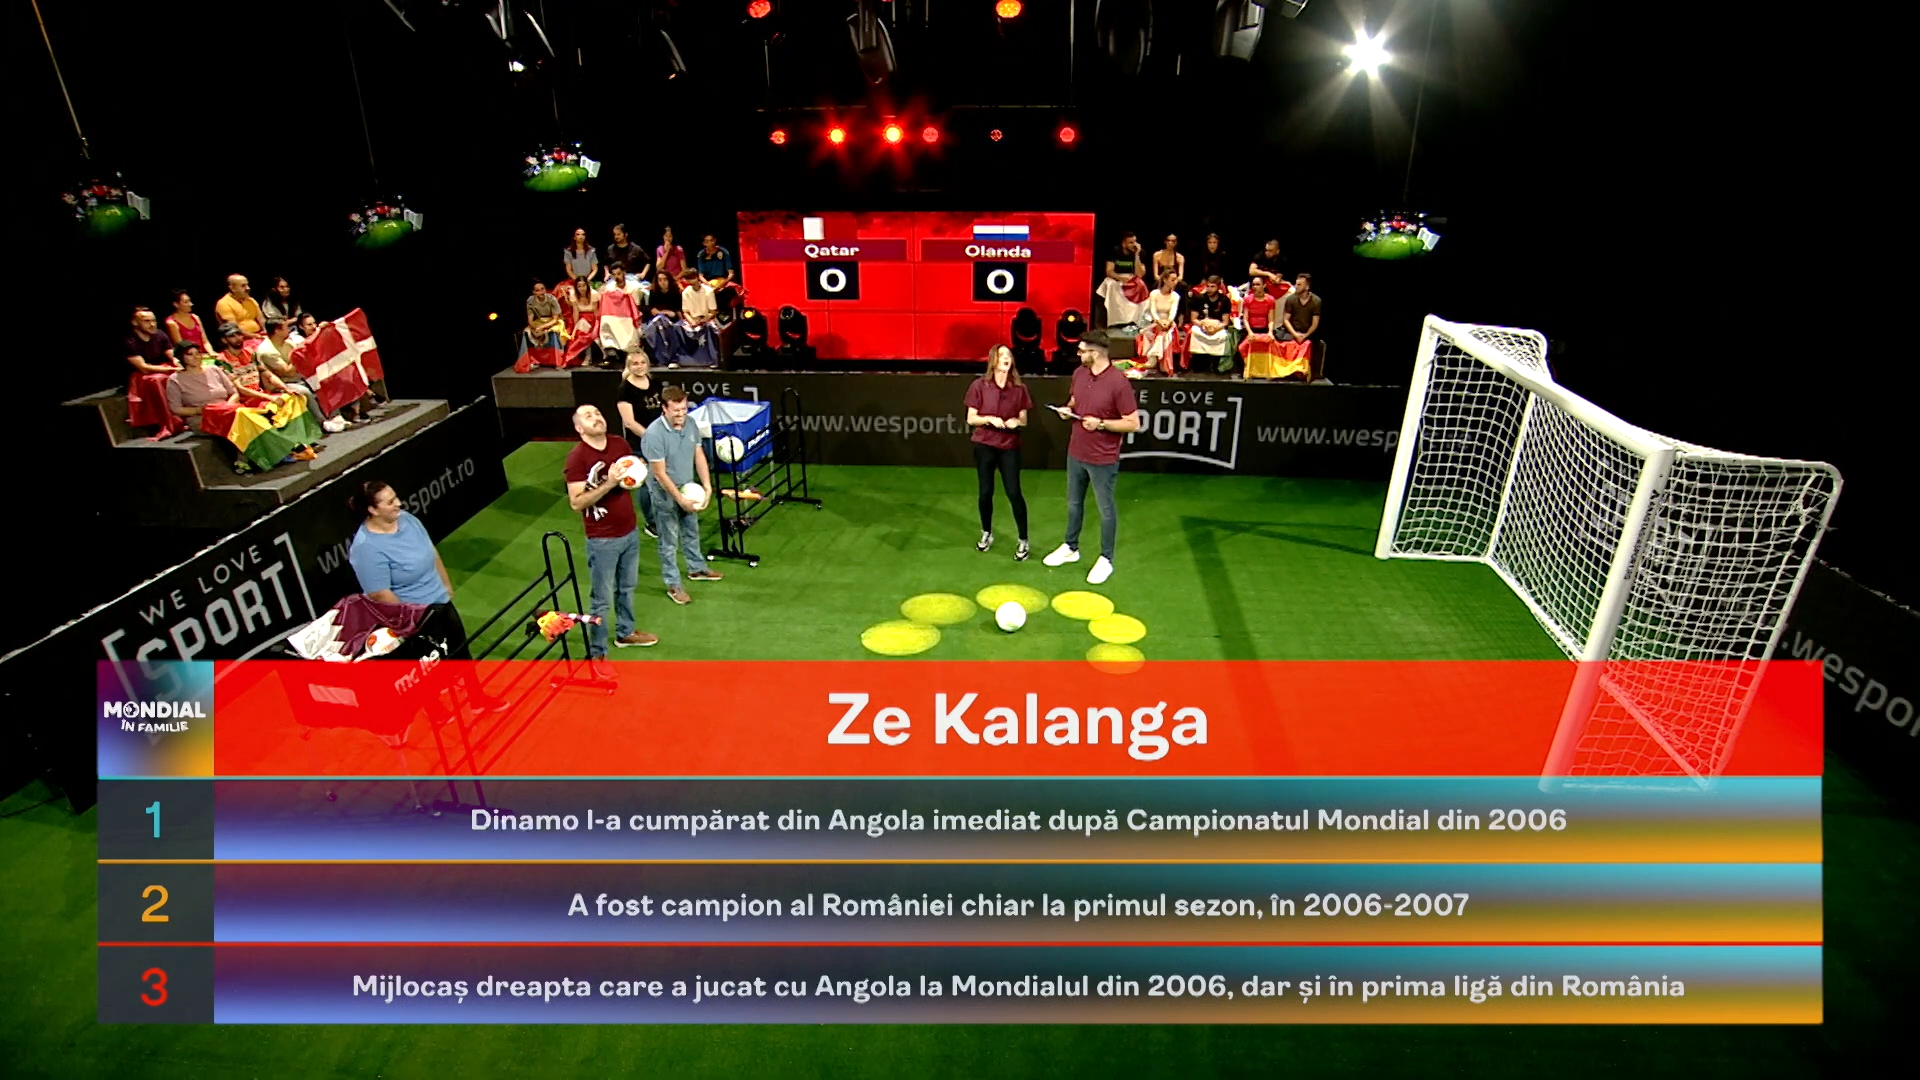 Qatar
Olanda
0
0
LOVE
WE LOVE
SPORT
www.wesport.r
www.wesp
WE LOVE
SPORT
wesport.ro
.wespo
MONDIAL
ÎN FAMILIE
Ze Kalanga
1
Dinamo l-a cumpărat din Angola imediat după Campionatul Mondial din 2006
2
A fost campion al României chiar la primul sezon, în 2006-2007
3
Mijlocaș dreapta care a jucat cu Angola la Mondialul din 2006, dar și în prima ligă din România